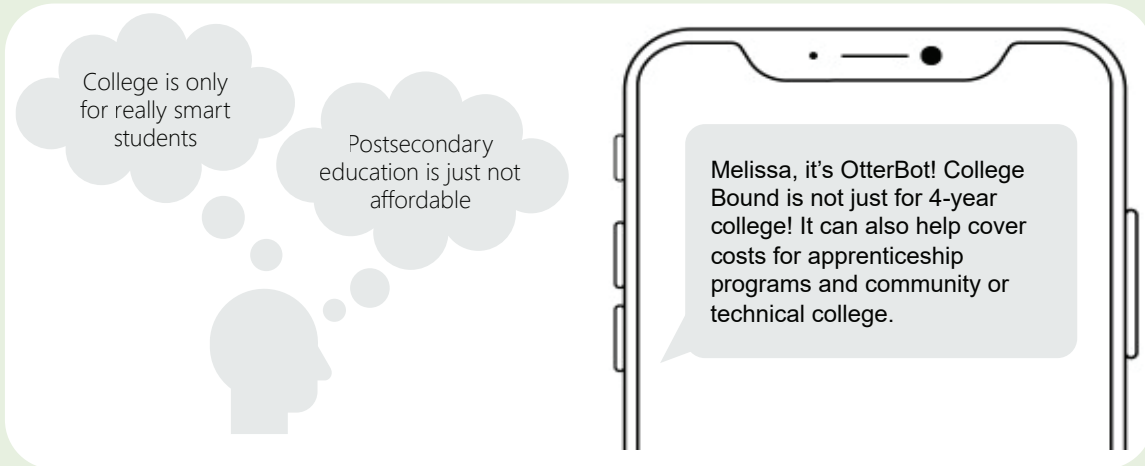 College is only
for really smart
students
Postsecondary
education is just not
affordable
Melissa, it's OtterBot! College
Bound is not just for 4-year
college! It can also help cover
costs for apprenticeship
programs and community or
technical college.